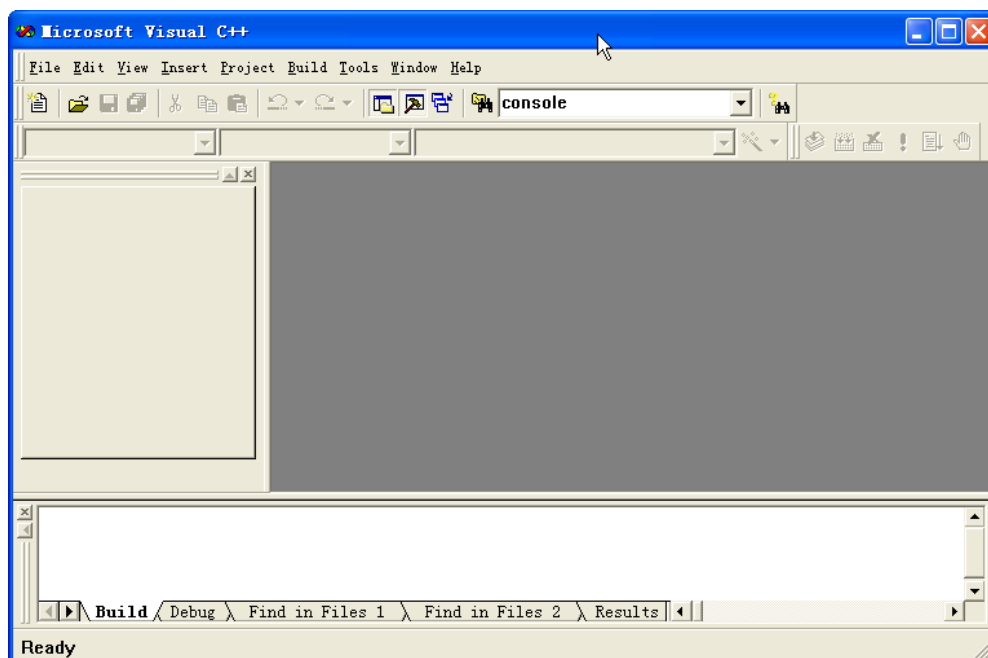 Microsoft Visual C++
File Edit View Insert Project Build Tools Window Help
console
Build Debug Find in Files 1 Find in Files 2 Results
Ready